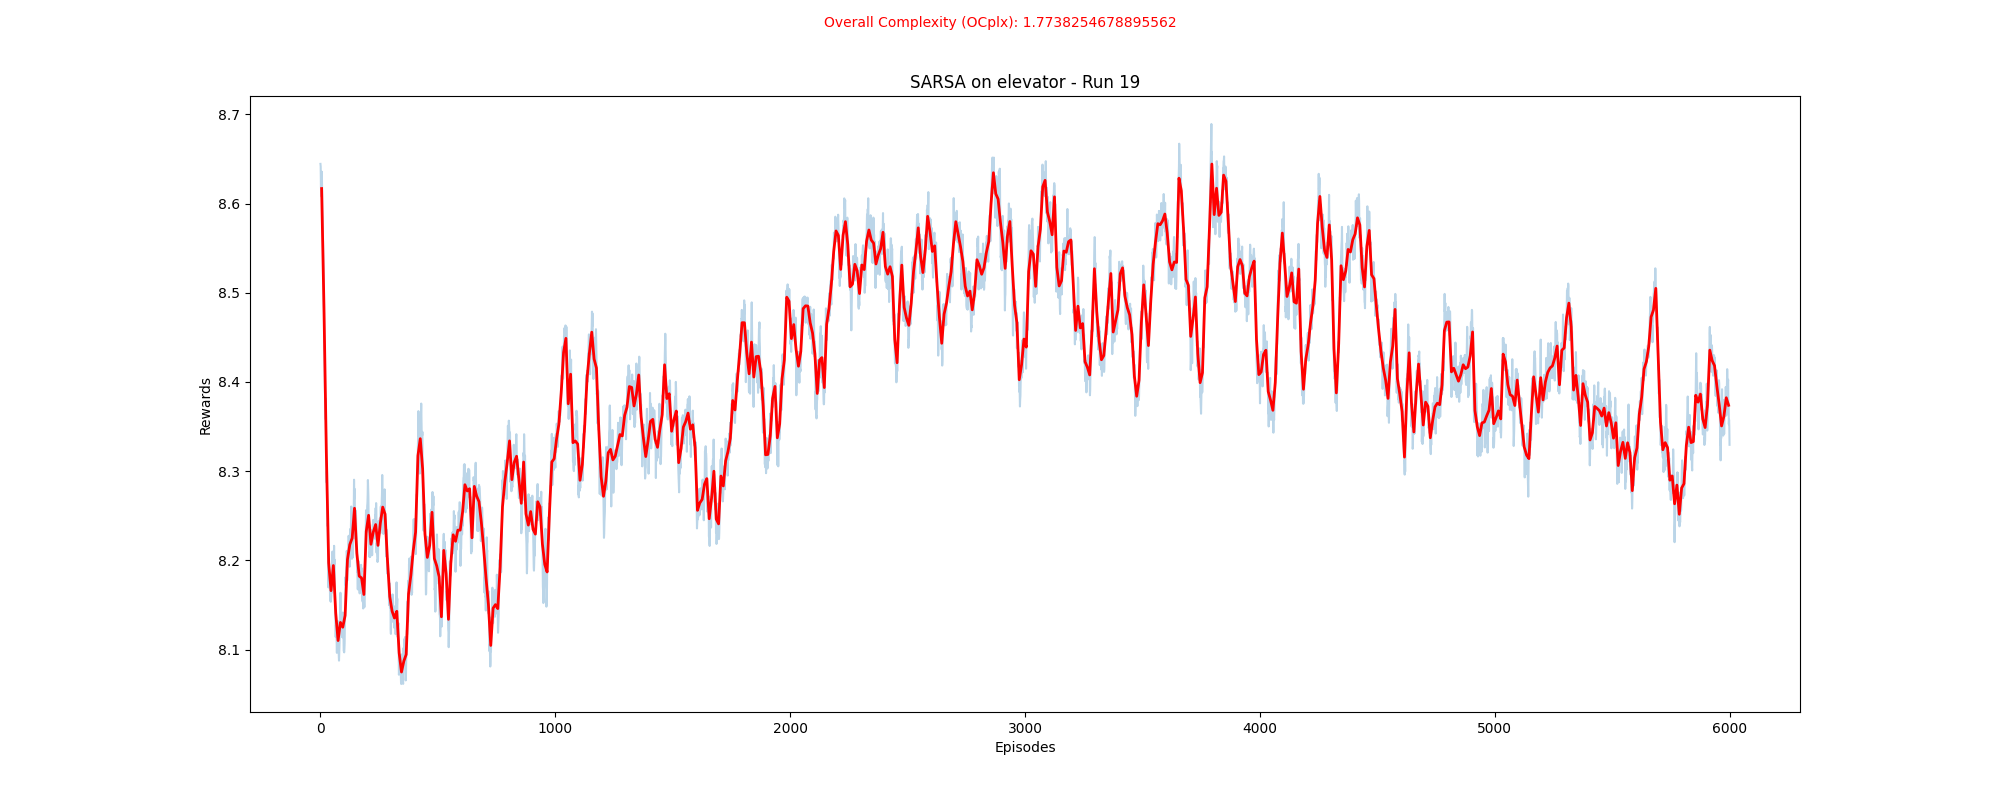 Overall Complexity (OCplx): 1.7738254678895562
SARSA on elevator - Run 19
Rewards
8.7
8.6
8.5
8.4
8.3
8.2
8.1
0 1000 2000 3000 4000 5000 6000
Episodes